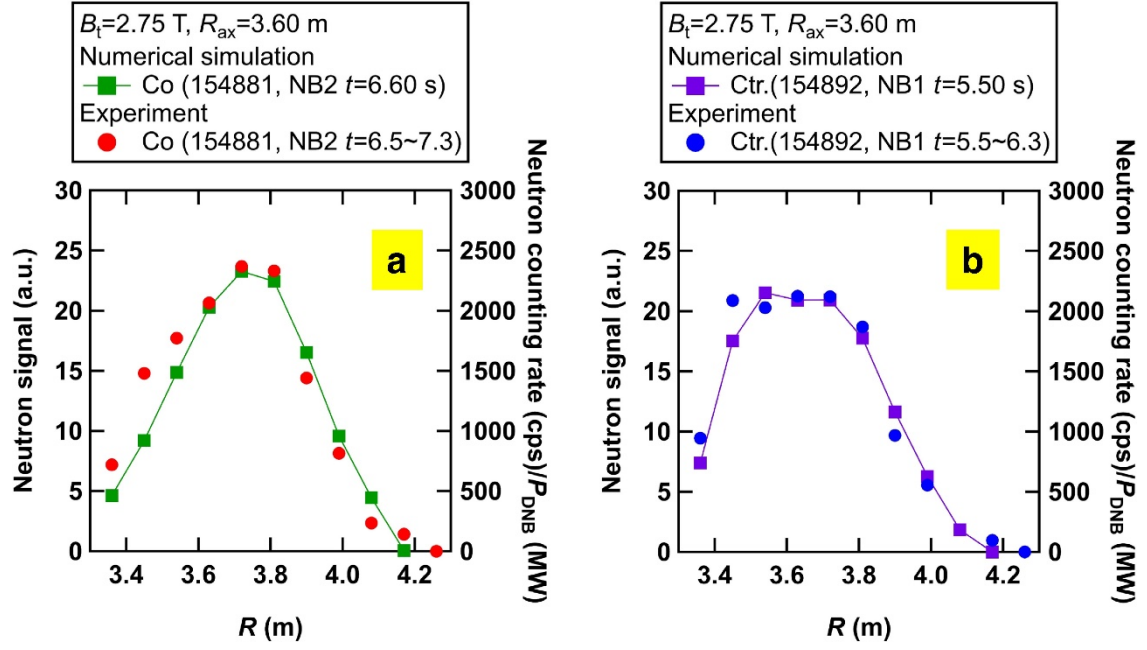 Bt=2.75 T, Rax=3.60 m
Numerical simulation
Co (154881, NB2 t=6.60 s)
Experiment
Co (154881, NB2 t=6.5~7.3)
30
25
20
15
10
5
0
Neutron signal (a.u.)
3000
2500
2000
1500
1000
500
0
Neutron counting rate (cps)/PDNB (MW)
a
3.4 3.6 3.8 4.0 4.2
R (m)
Bt=2.75 T, Rax=3.60 m
Numerical simulation
Ctr.(154892, NB1 t=5.50 s)
Experiment
Ctr.(154892, NB1 t=5.5~6.3)
30
25
20
15
10
5
0
Neutron signal (a.u.)
3000
2500
2000
1500
1000
500
0
Neutron counting rate (cps)/PDNB (MW)
b
3.4 3.6 3.8 4.0 4.2
R (m)